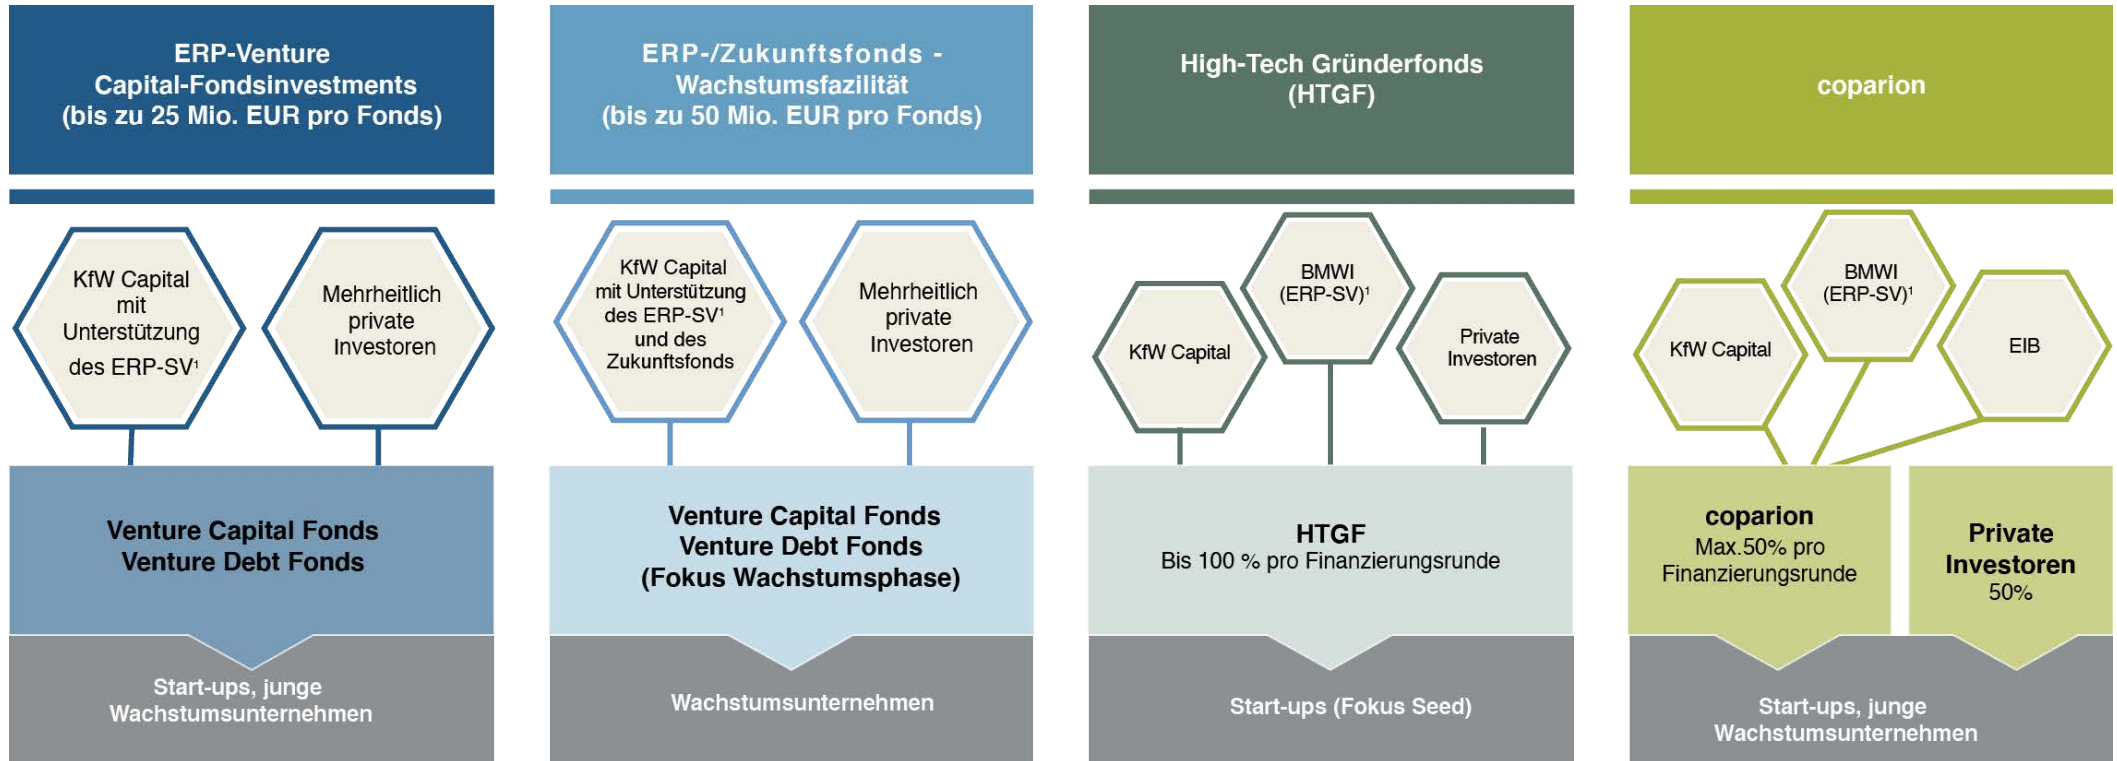 ERP-Venture
Capital-Fondsinvestments
(bis zu 25 Mio. EUR pro Fonds)
KfW Capital
mit
Unterstützung
des ERP-SV¹
Mehrheitlich
private
Investoren
Venture Capital Fonds
Venture Debt Fonds
Start-ups, junge
Wachstumsunternehmen
ERP-/Zukunftsfonds -
Wachstumsfazilität
(bis zu 50 Mio. EUR pro Fonds)
KfW Capital
mit Unterstützung
des ERP-SV¹
und des
Zukunftsfonds
Mehrheitlich
private
Investoren
Venture Capital Fonds
Venture Debt Fonds
(Fokus Wachstumsphase)
Wachstumsunternehmen
High-Tech Gründerfonds
(HTGF)
KfW Capital
BMWI
(ERP-SV)¹
Private
Investoren
HTGF
Bis 100 % pro Finanzierungsrunde
Start-ups (Fokus Seed)
coparion
KfW Capital
BMWI
(ERP-SV)¹
EIB
coparion
Max.50% pro
Finanzierungsrunde
Private
Investoren
50%
Start-ups, junge
Wachstumsunternehmen